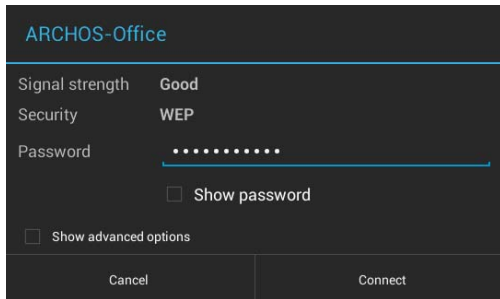 ARCHOS-Office
Signal strength Good
Security WEP
Password •••••••••••
Show password
Show advanced options
Cancel Connect